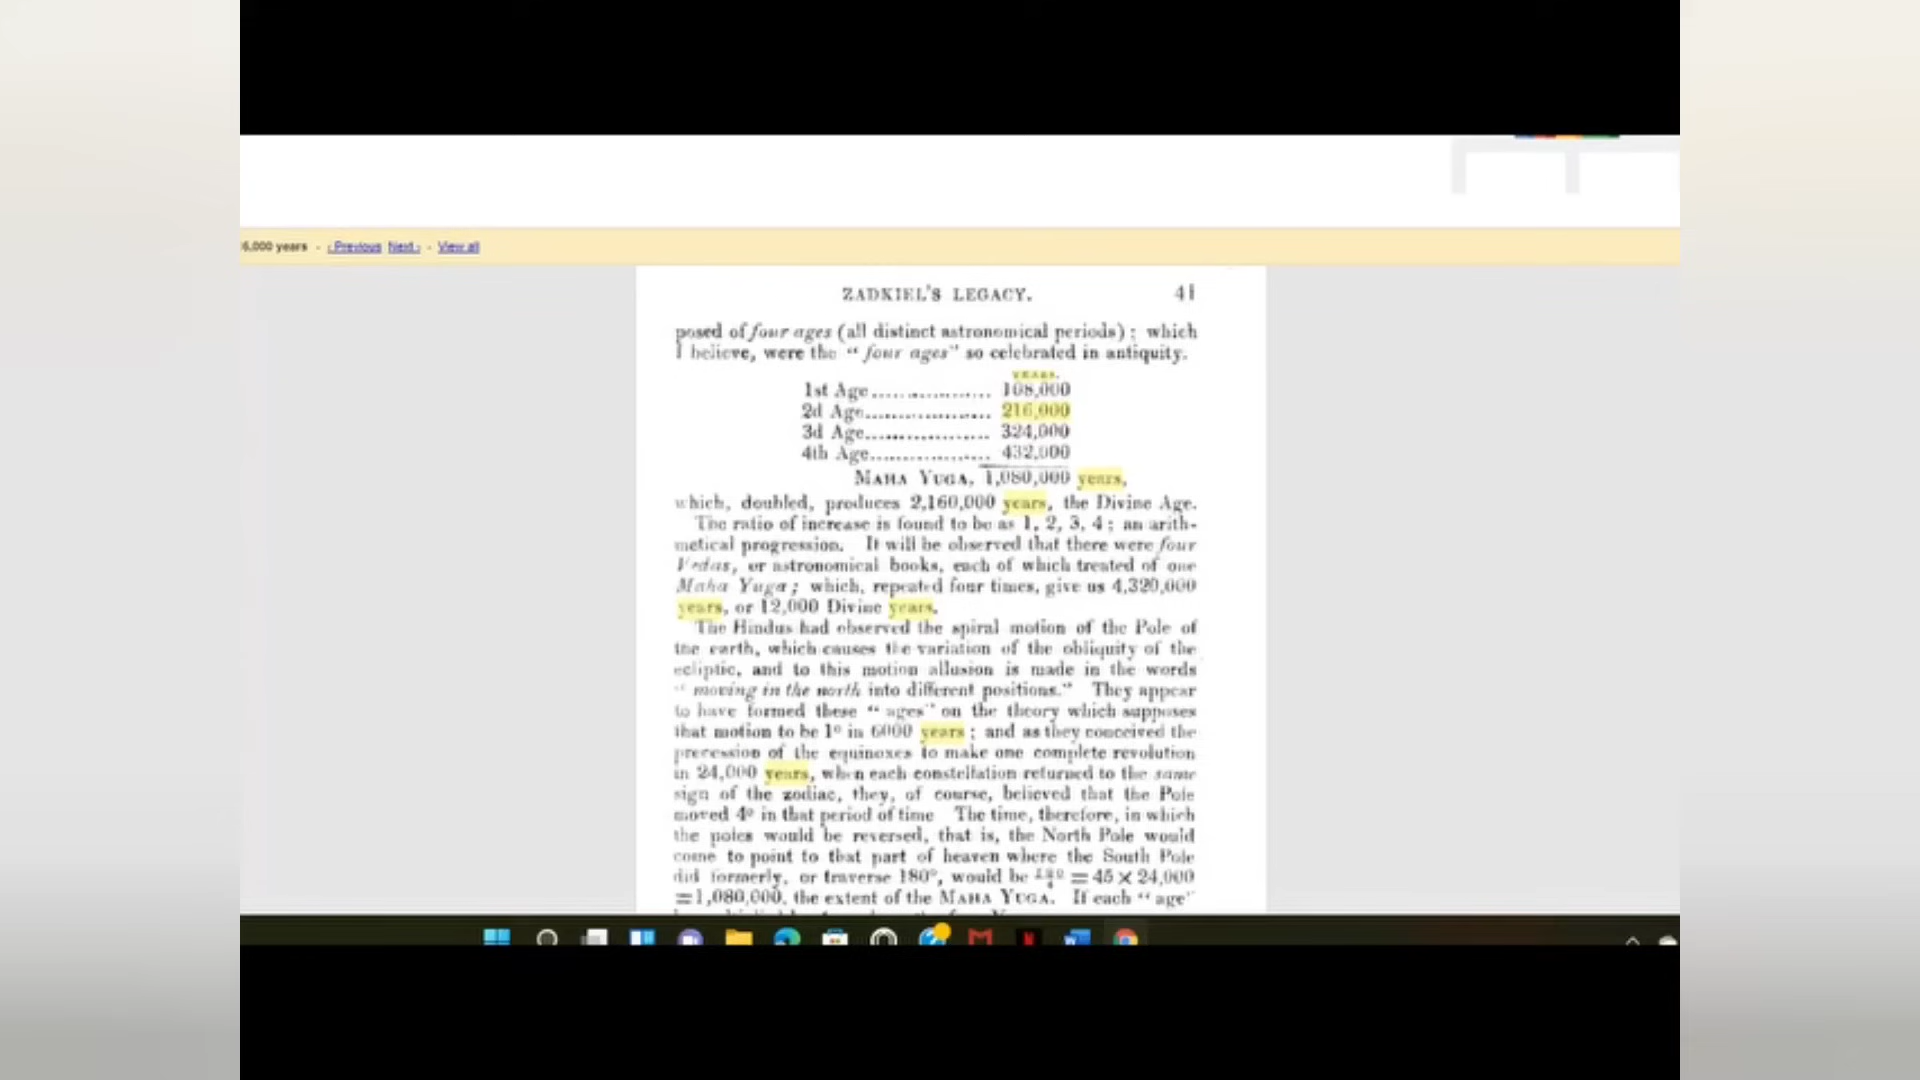 6,000 years - ‹ Previous Next › - View all
ZADKIEL'S LEGACY. 41
posed of four ages (all distinct astronomical periods); which
I believe, were the "four ages" so celebrated in antiquity.
years.
1st Age.................. 108,000
2d Age.................. 216,000
3d Age.................. 324,000
4th Age.................. 432,000
MAHA YUGA, 1,080,000 years,
which, doubled, produces 2,160,000 years, the Divine Age.
The ratio of increase is found to be as 1, 2, 3, 4; an arith-
metical progression. It will be observed that there were four
Vedas, or astronomical books, each of which treated of one
Maha Yuga; which, repeated four times, give us 4,320,000
years, or 12,000 Divine years.
The Hindus had observed the spiral motion of the Pole of
the earth, which causes the variation of the obliquity of the
ecliptic, and to this motion allusion is made in the words
"moving in the north into different positions." They appear
to have formed these "ages" on the theory which supposes
that motion to be 1° in 6000 years; and as they conceived the
precession of the equinoxes to make one complete revolution
in 24,000 years, when each constellation returned to the same
sign of the zodiac, they, of course, believed that the Pole
moved 4° in that period of time The time, therefore, in which
the poles would be reversed, that is, the North Pole would
come to point to that part of heaven where the South Pole
did formerly, or traverse 180°, would be 180/4 = 45 × 24,000
=1,080,000, the extent of the MAHA YUGA. If each "age"